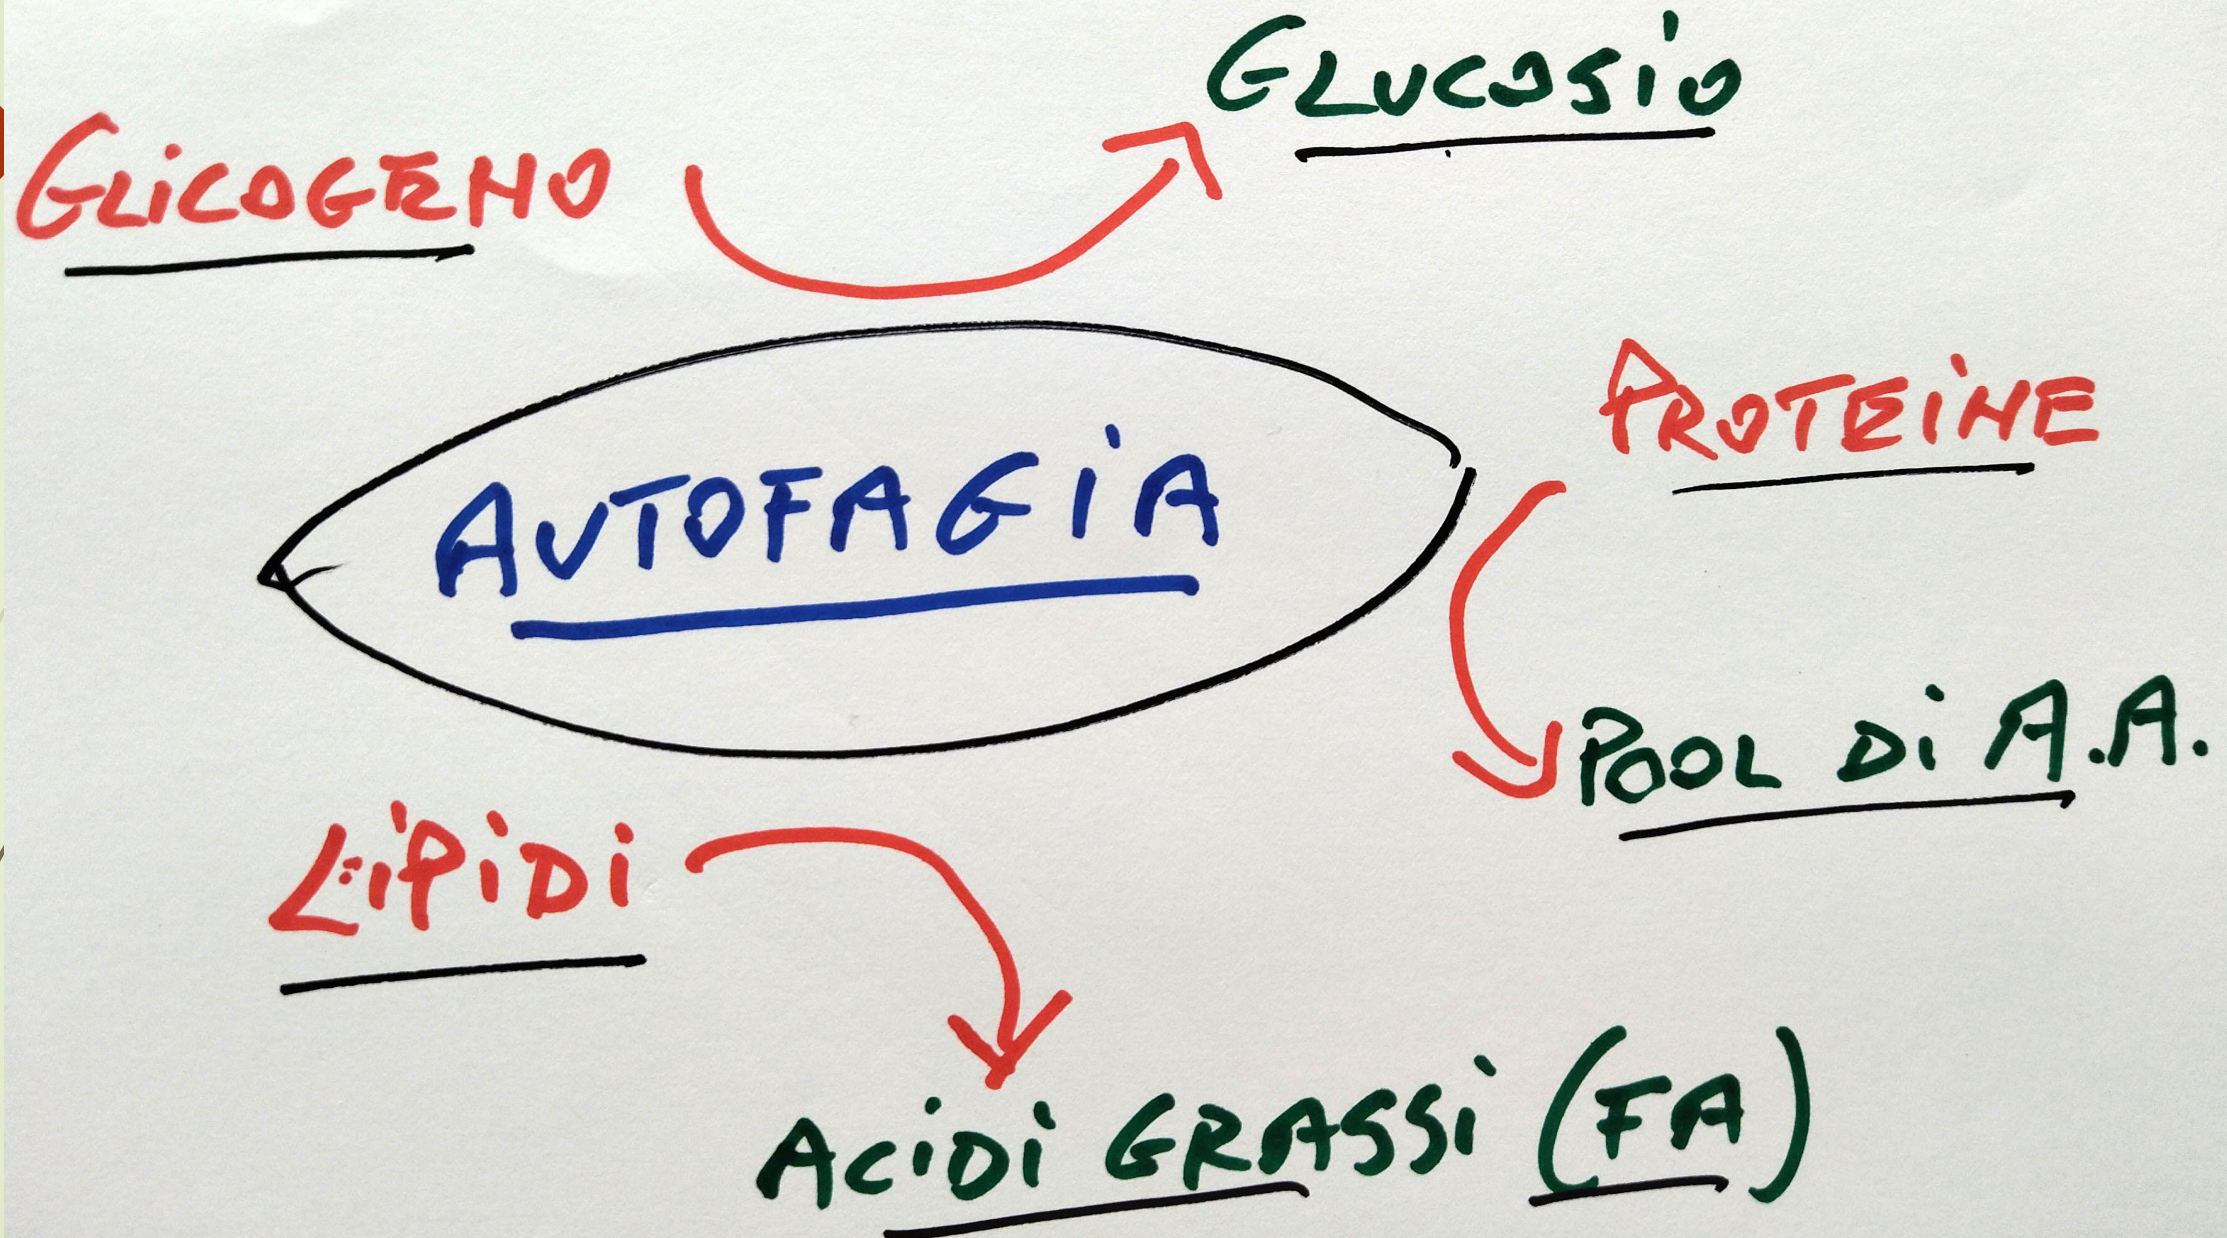 GLUCOSIO
GLICOGENO
PROTEINE
AUTOFAGIA
POOL Di A.A.
LiPiDi
ACiDi GRASSi (FA)